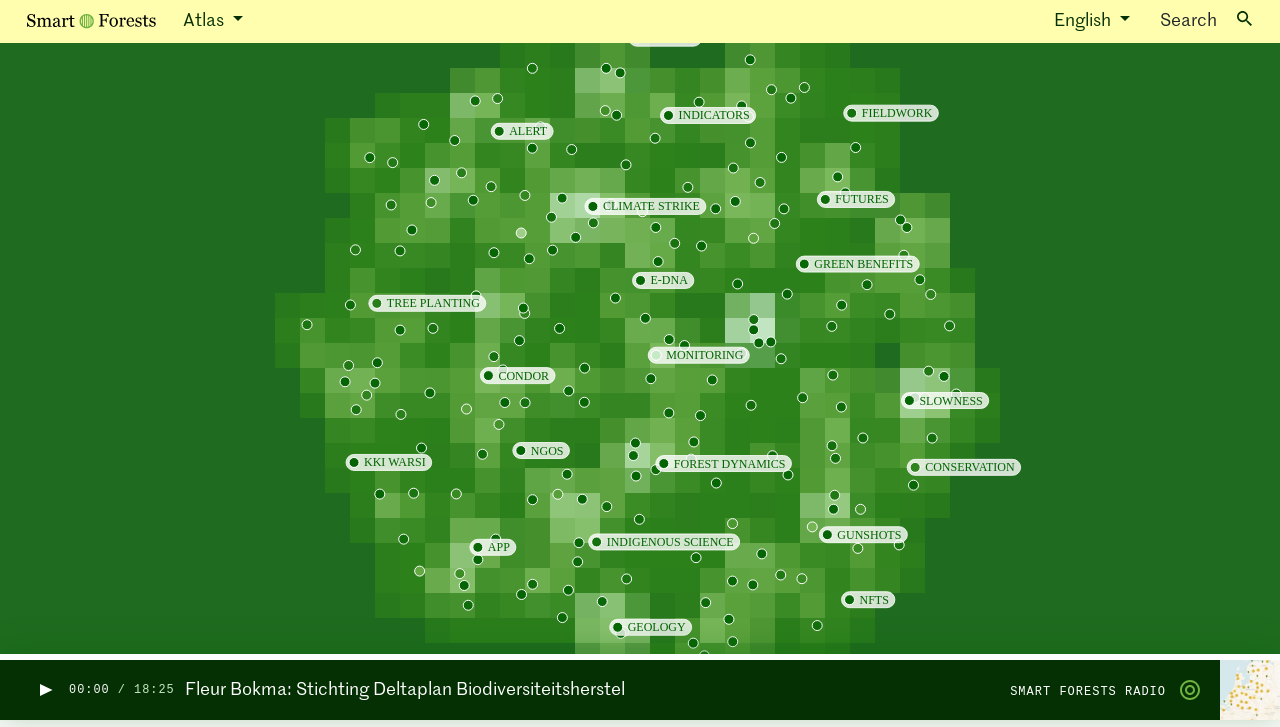 Smart Forests
Atlas
English
Search
INDICATORS
FIELDWORK
ALERT
FUTURES
CLIMATE STRIKE
GREEN BENEFITS
E-DNA
TREE PLANTING
MONITORING
CONDOR
SLOWNESS
NGOS
KKI WARSI
FOREST DYNAMICS
CONSERVATION
GUNSHOTS
INDIGENOUS SCIENCE
APP
NFTS
GEOLOGY
00:00 / 18:25
Fleur Bokma: Stichting Deltaplan Biodiversiteitsherstel
SMART FORESTS RADIO